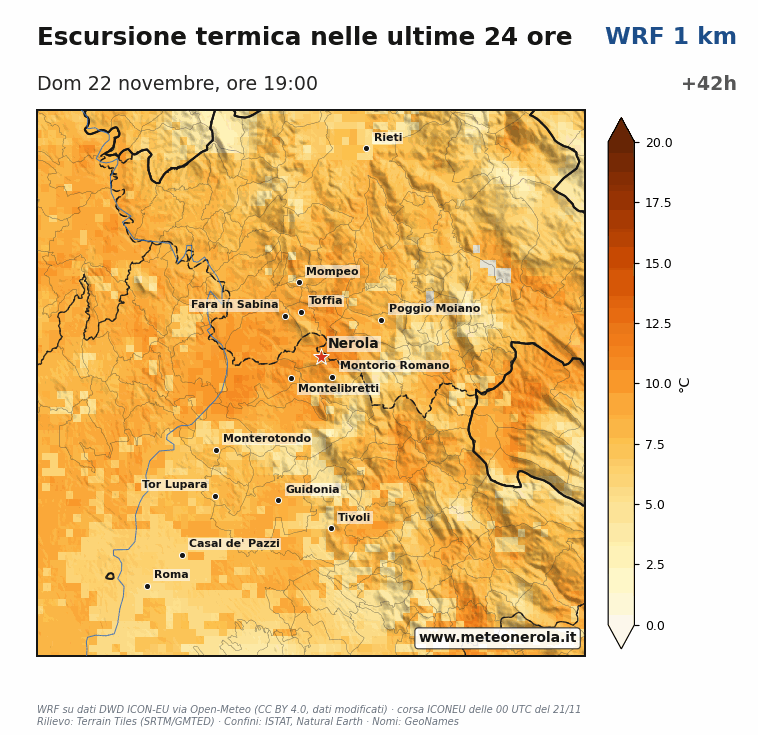 Escursione termica nelle ultime 24 ore
WRF 1 km
Dom 22 novembre, ore 19:00
+42h
Rieti
Mompeo
Fara in Sabina
Toffia
Poggio Moiano
Nerola
Montorio Romano
Montelibretti
Monterotondo
Tor Lupara
Guidonia
Tivoli
Casal de' Pazzi
Roma
www.meteonerola.it
20.0
17.5
15.0
12.5
10.0
7.5
5.0
2.5
0.0
°C
WRF su dati DWD ICON-EU via Open-Meteo (CC BY 4.0, dati modificati) · corsa ICONEU delle 00 UTC del 21/11
Rilievo: Terrain Tiles (SRTM/GMTED) · Confini: ISTAT, Natural Earth · Nomi: GeoNames